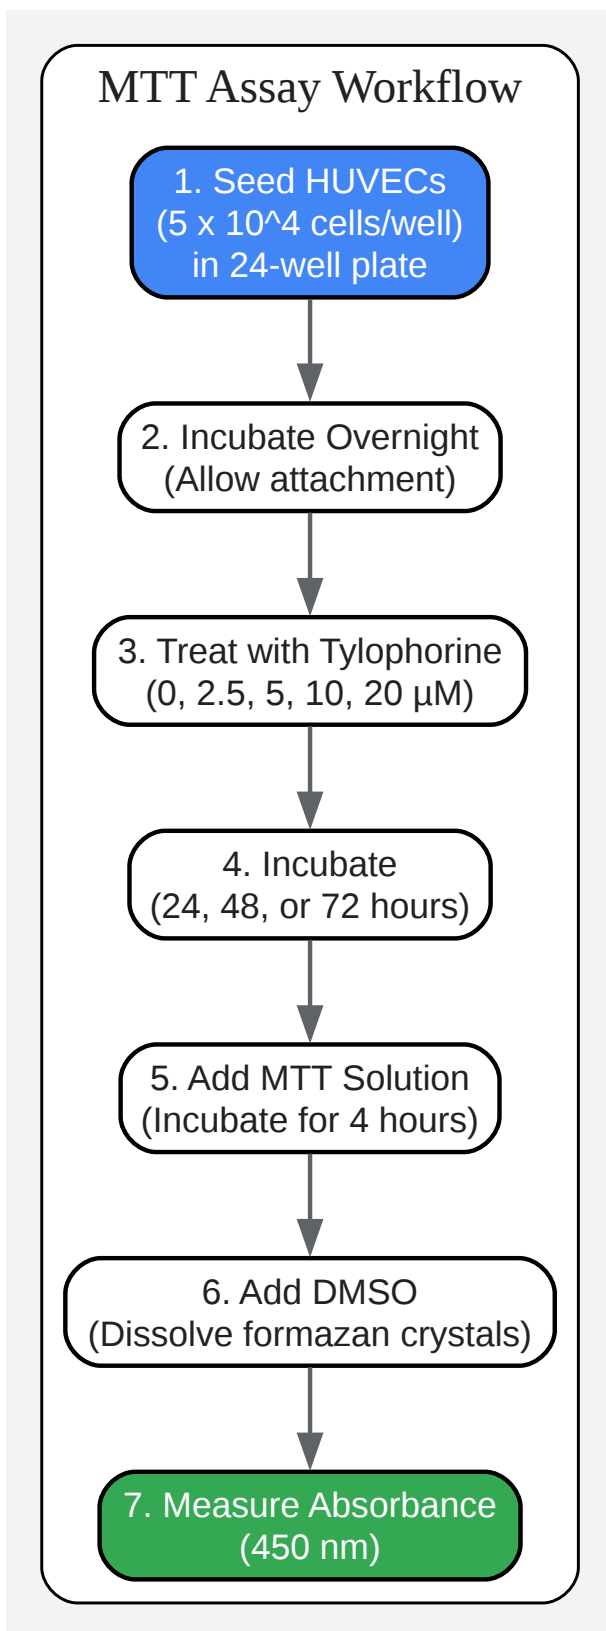 MTT Assay Workflow
1. Seed HUVECs
(5 x 10^4 cells/well)
in 24-well plate
2. Incubate Overnight
(Allow attachment)
3. Treat with Tylophorine
(0, 2.5, 5, 10, 20 µM)
4. Incubate
(24, 48, or 72 hours)
5. Add MTT Solution
(Incubate for 4 hours)
6. Add DMSO
(Dissolve formazan crystals)
7. Measure Absorbance
(450 nm)